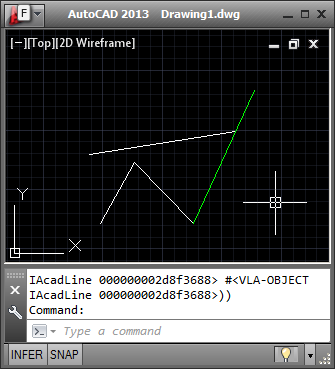 F
AutoCAD 2013 Drawing1.dwg
[−][Top][2D Wireframe]
Y
X
IAcadLine 000000002d8f3688> #<VLA-OBJECT
IAcadLine 000000002d8f3688>))
Command:
Type a command
INFER SNAP